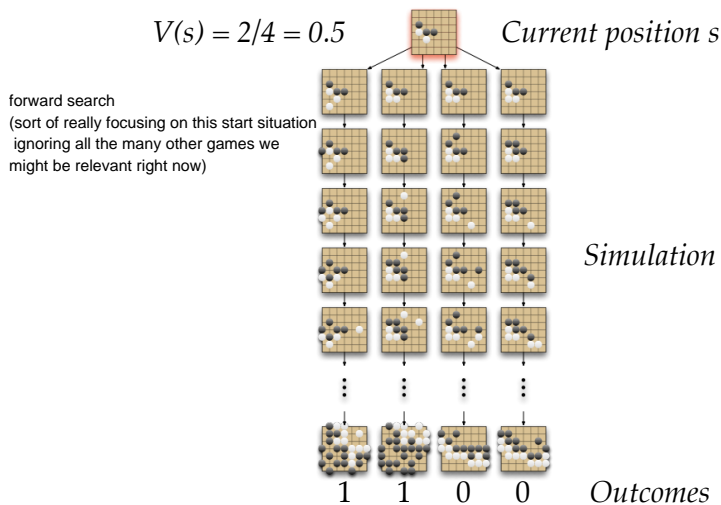 V(s) = 2/4 = 0.5
Current position s
forward search
(sort of really focusing on this start situation
ignoring all the many other games we
might be relevant right now)
Simulation
1 1 0 0
Outcomes